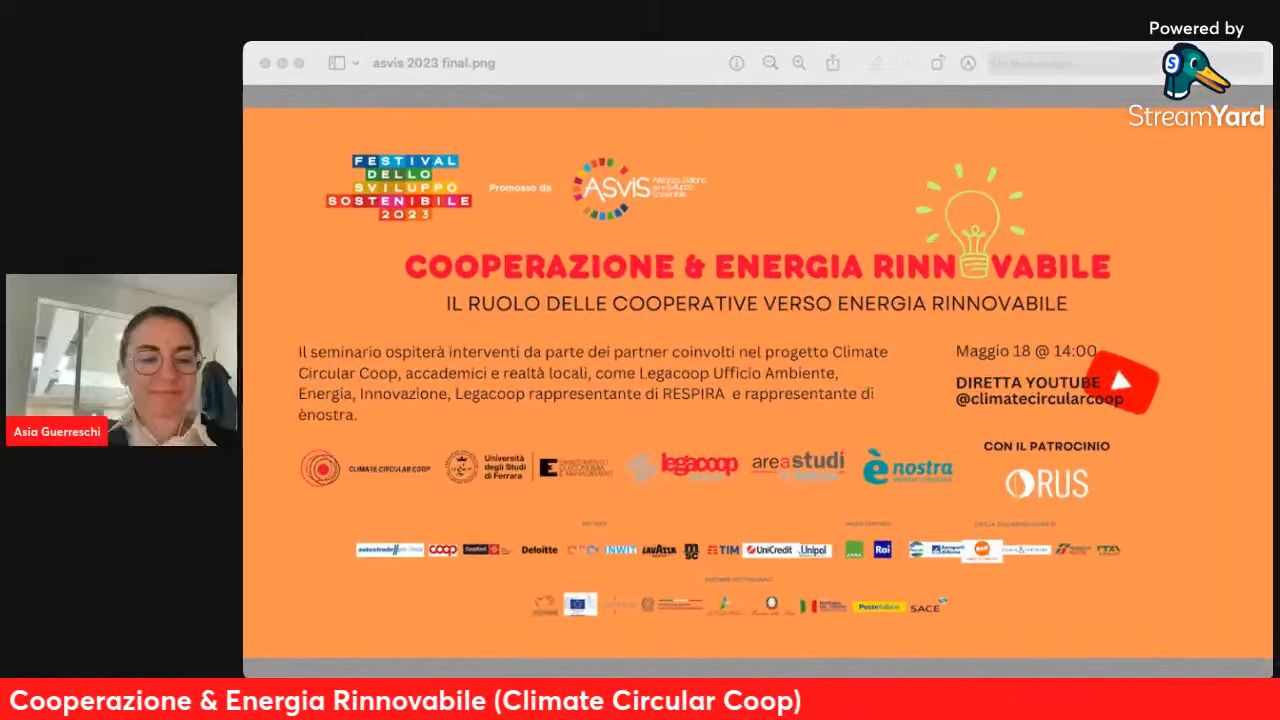 Powered by
StreamYard
asvis 2023 final.png
FESTIVAL
DELLO
SVILUPPO
SOSTENIBILE
2023
Promosso da
ASviS
COOPERAZIONE & ENERGIA RINN VABILE
IL RUOLO DELLE COOPERATIVE VERSO ENERGIA RINNOVABILE
Il seminario ospiterà interventi da parte dei partner coinvolti nel progetto Climate
Circular Coop, accademici e realtà locali, come Legacoop Ufficio Ambiente,
Energia, Innovazione, Legacoop rappresentante di RESPIRA e rappresentante di
ènostra.
Maggio 18 @ 14:00
DIRETTA YOUTUBE
@climatecircularcoop
CLIMATE CIRCULAR COOP
Università
degli Studi
di Ferrara
legacoop
areastudi
è nostra
CON IL PATROCINIO
RUS
coop
Deloitte
INWIT
LAVAZZA
TIM
UniCredit
Unipol
Rai
Posteitaliane
SACE
Asia Guerreschi
Cooperazione & Energia Rinnovabile (Climate Circular Coop)